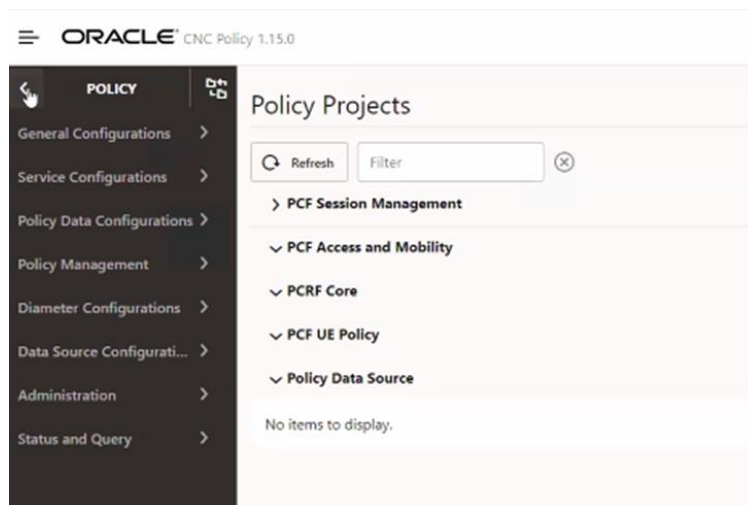 ORACLE CNC Policy 1.15.0
POLICY
General Configurations
Service Configurations
Policy Data Configurations
Policy Management
Diameter Configurations
Data Source Configurati...
Administration
Status and Query
Policy Projects
Refresh
Filter
PCF Session Management
PCF Access and Mobility
PCRF Core
PCF UE Policy
Policy Data Source
No items to display.